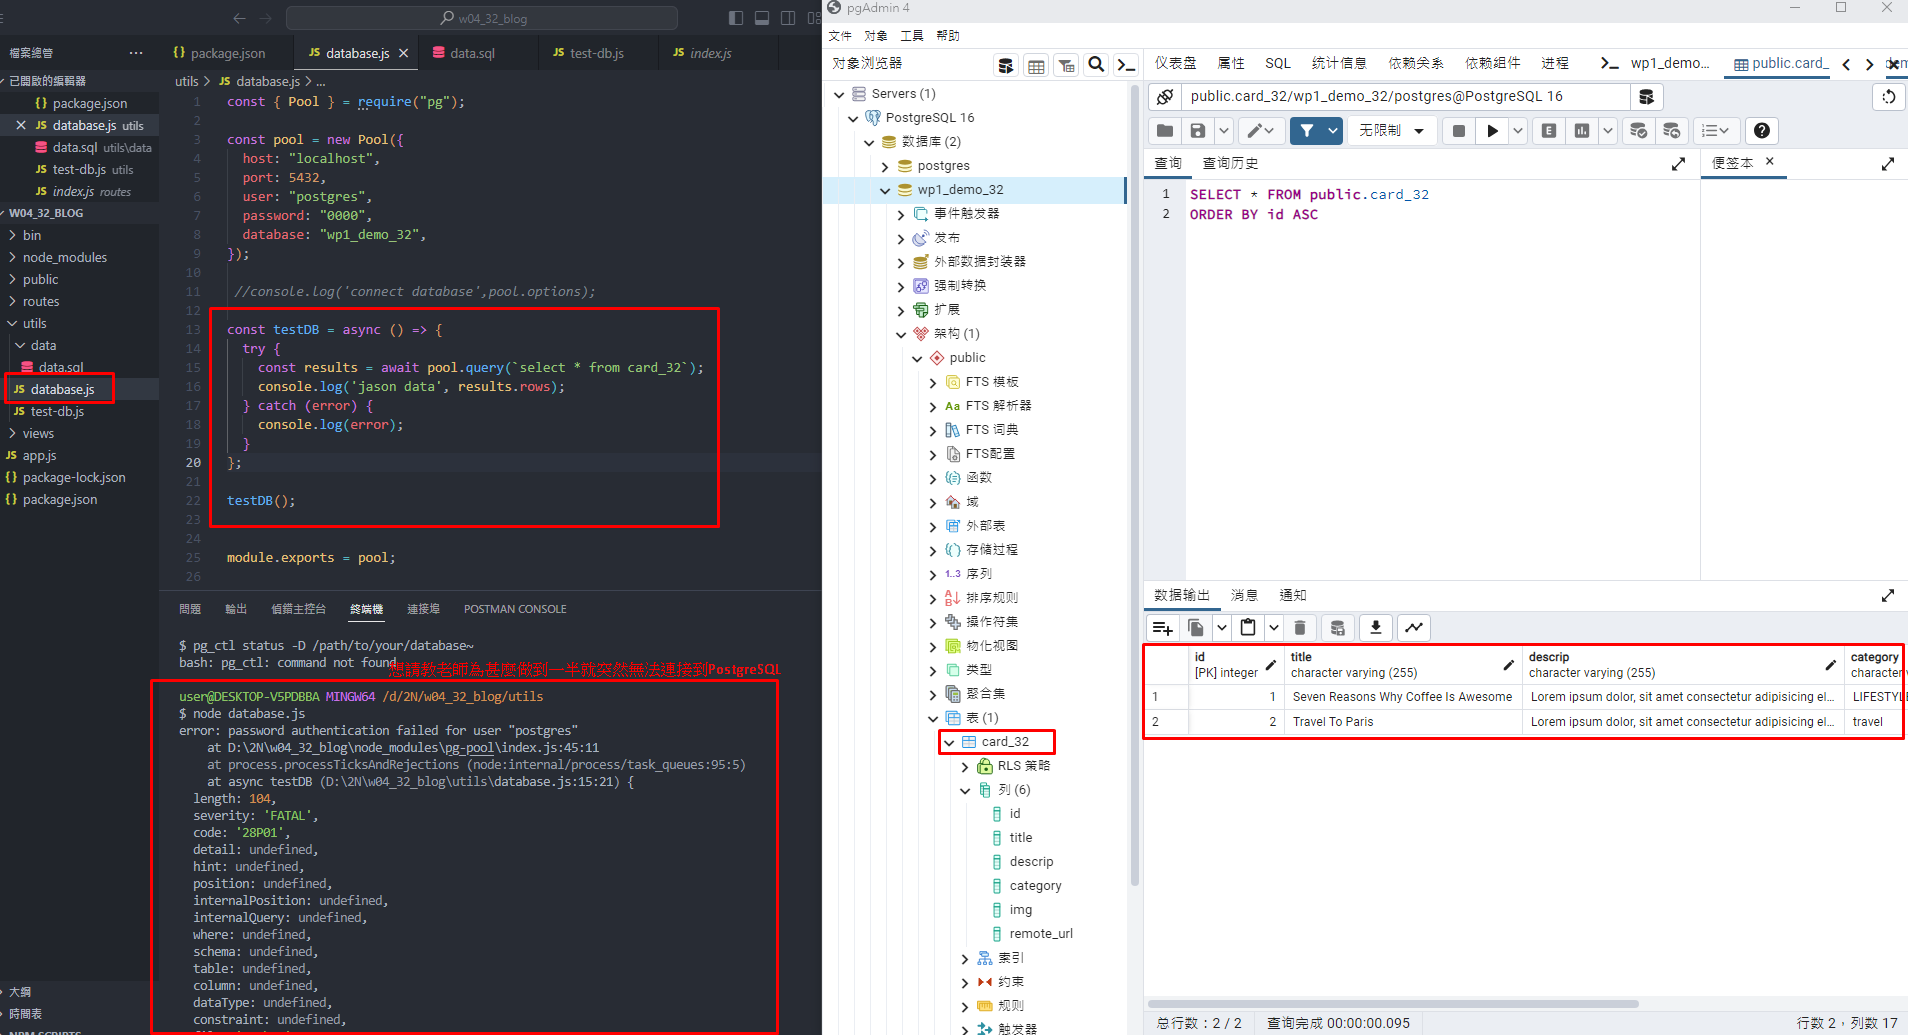 w04_32_blog
檔案總管
···
{} package.json
JS database.js
data.sql
JS test-db.js
JS index.js
已開啟的編輯器
{} package.json
JS database.js utils
data.sql utils\data
JS test-db.js utils
JS index.js routes
W04_32_BLOG
bin
node_modules
public
routes
utils
data
data.sql
JS database.js
JS test-db.js
views
JS app.js
{} package-lock.json
{} package.json
大綱
時間表
NPM SCRIPTS
utils > JS database.js > ...
1 const { Pool } = require("pg");
2
3 const pool = new Pool({
4 host: "localhost",
5 port: 5432,
6 user: "postgres",
7 password: "0000",
8 database: "wp1_demo_32",
9 });
10
11 //console.log('connect database',pool.options);
12
13 const testDB = async () => {
14 try {
15 const results = await pool.query(`select * from card_32`);
16 console.log('jason data', results.rows);
17 } catch (error) {
18 console.log(error);
19 }
20 };
21
22 testDB();
23
24
25 module.exports = pool;
26
問題 輸出 偵錯主控台 終端機 連接埠 POSTMAN CONSOLE
$ pg_ctl status -D /path/to/your/database~
bash: pg_ctl: command not found
想請教老師為甚麼做到一半就突然無法連接到PostgreSQL
user@DESKTOP-V5PDBBA MINGW64 /d/2N/w04_32_blog/utils
$ node database.js
error: password authentication failed for user "postgres"
at D:\2N\w04_32_blog\node_modules\pg-pool\index.js:45:11
at process.processTicksAndRejections (node:internal/process/task_queues:95:5)
at async testDB (D:\2N\w04_32_blog\utils\database.js:15:21) {
length: 104,
severity: 'FATAL',
code: '28P01',
detail: undefined,
hint: undefined,
position: undefined,
internalPosition: undefined,
internalQuery: undefined,
where: undefined,
schema: undefined,
table: undefined,
column: undefined,
dataType: undefined,
constraint: undefined,
pgAdmin 4
文件 对象 工具 帮助
对象浏览器
Servers (1)
PostgreSQL 16
数据库 (2)
postgres
wp1_demo_32
事件触发器
发布
外部数据封装器
强制转换
扩展
架构 (1)
public
FTS 模板
Aa FTS 解析器
FTS 词典
FTS配置
函数
域
外部表
存储过程
1..3 序列
排序规则
操作符集
物化视图
类型
聚合集
表 (1)
card_32
RLS 策略
列 (6)
id
title
descrip
category
img
remote_url
索引
约束
规则
触发器
仪表盘 属性 SQL 统计信息 依赖关系 依赖组件 进程 wp1_demo... public.card_
public.card_32/wp1_demo_32/postgres@PostgreSQL 16
无限制
查询 查询历史
便签本
1 SELECT * FROM public.card_32
2 ORDER BY id ASC
数据输出 消息 通知
id
[PK] integer
title
character varying (255)
descrip
character varying (255)
category
character
1 1 Seven Reasons Why Coffee Is Awesome Lorem ipsum dolor, sit amet consectetur adipisicing el... LIFESTYLE
2 2 Travel To Paris Lorem ipsum dolor, sit amet consectetur adipisicing el... travel
总行数：2 / 2 查询完成 00:00:00.095 行数 2，列数 17